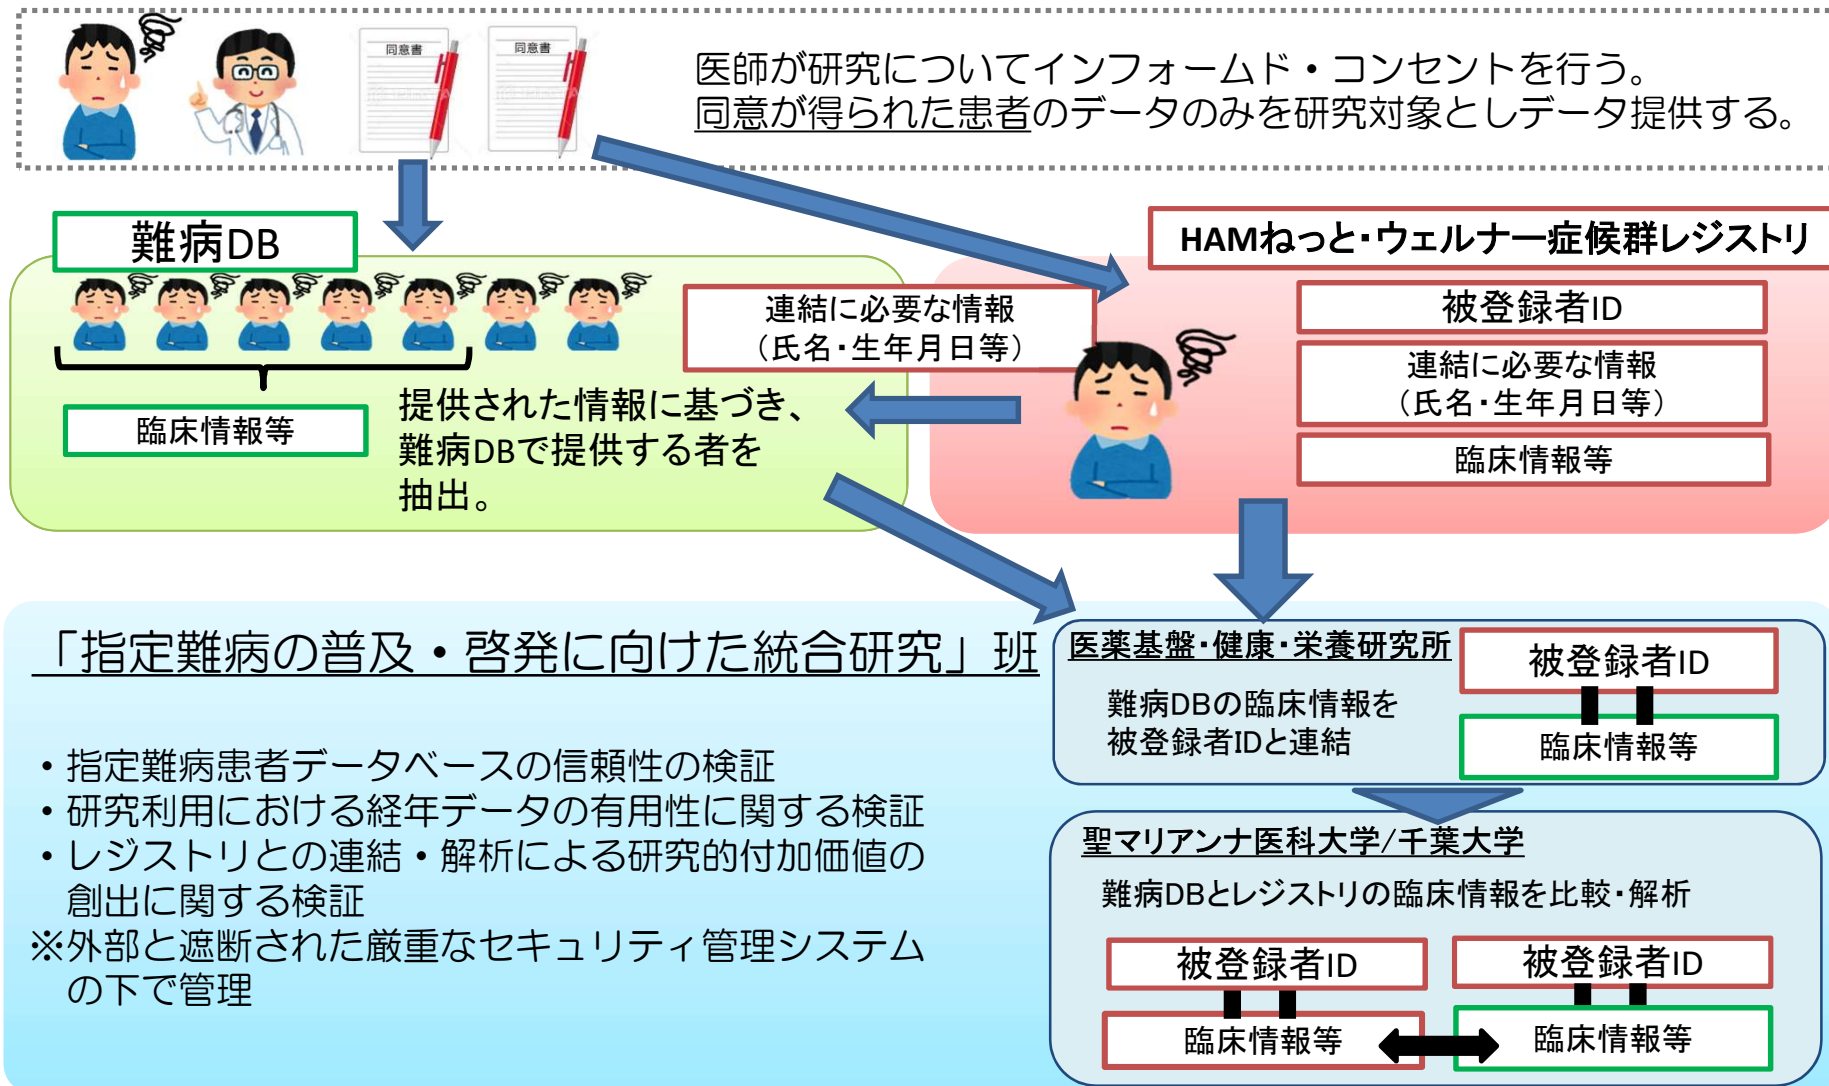 同意書
同意書
医師が研究についてインフォームド・コンセントを行う。
同意が得られた患者のデータのみを研究対象としデータ提供する。
難病DB
臨床情報等
提供された情報に基づき、
難病DBで提供する者を
抽出。
連結に必要な情報
（氏名・生年月日等）
HAMねっと・ウェルナー症候群レジストリ
被登録者ID
連結に必要な情報
（氏名・生年月日等）
臨床情報等
「指定難病の普及・啓発に向けた統合研究」班
・指定難病患者データベースの信頼性の検証
・研究利用における経年データの有用性に関する検証
・レジストリとの連結・解析による研究的付加価値の
創出に関する検証
※外部と遮断された厳重なセキュリティ管理システム
の下で管理
医薬基盤・健康・栄養研究所
難病DBの臨床情報を
被登録者IDと連結
被登録者ID
臨床情報等
聖マリアンナ医科大学/千葉大学
難病DBとレジストリの臨床情報を比較・解析
被登録者ID
臨床情報等
被登録者ID
臨床情報等